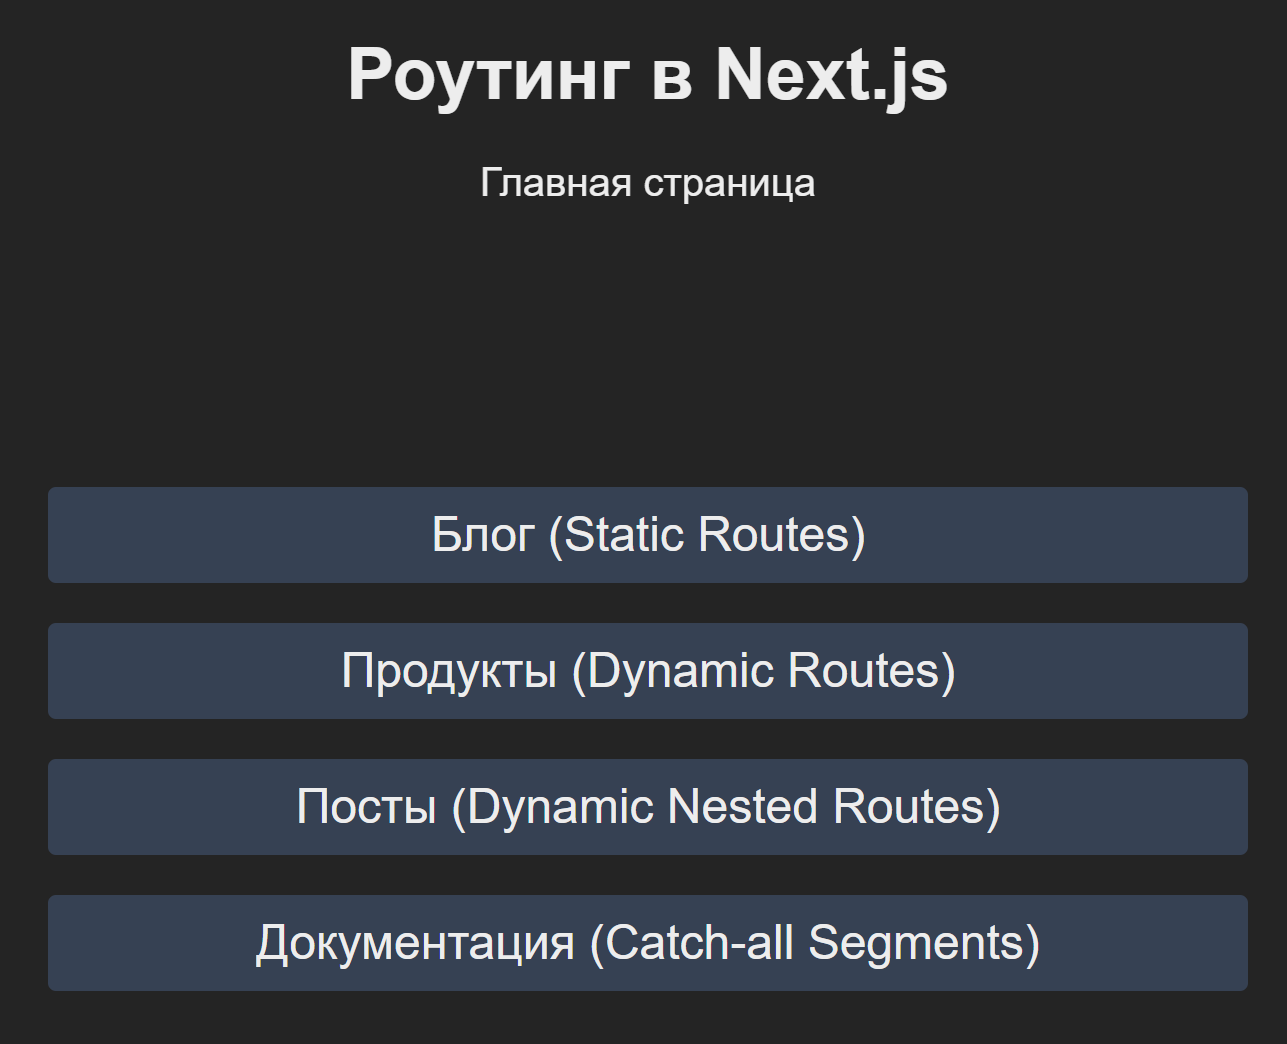 Роутинг в Next.js
Главная страница
Блог (Static Routes)
Продукты (Dynamic Routes)
Посты (Dynamic Nested Routes)
Документация (Catch-all Segments)